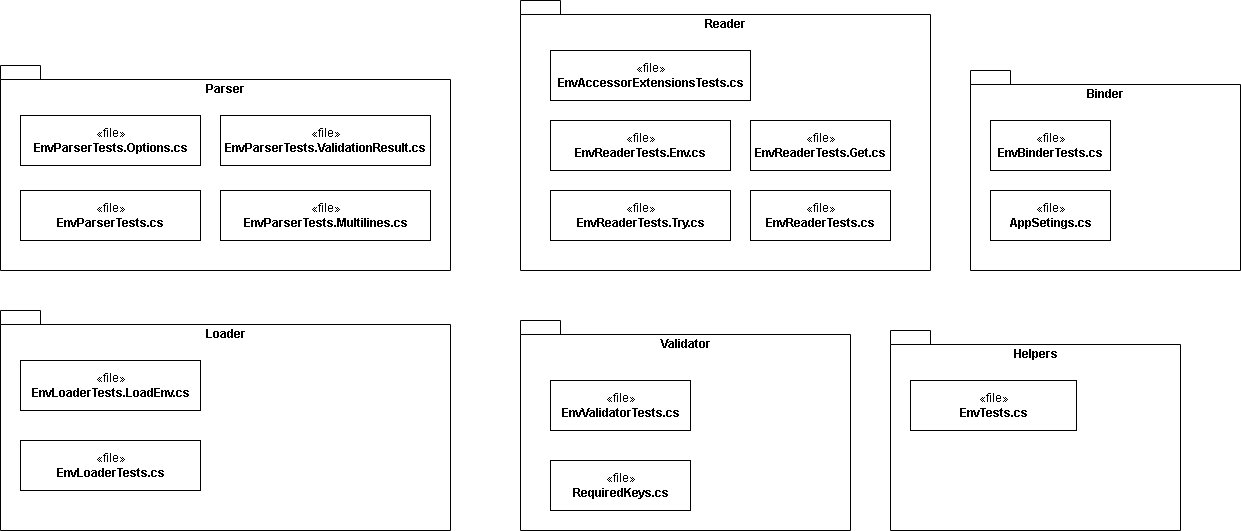 Parser
«file»
EnvParserTests.Options.cs
«file»
EnvParserTests.ValidationResult.cs
«file»
EnvParserTests.cs
«file»
EnvParserTests.Multilines.cs
Reader
«file»
EnvAccessorExtensionsTests.cs
«file»
EnvReaderTests.Env.cs
«file»
EnvReaderTests.Get.cs
«file»
EnvReaderTests.Try.cs
«file»
EnvReaderTests.cs
Binder
«file»
EnvBinderTests.cs
«file»
AppSetings.cs
Loader
«file»
EnvLoaderTests.LoadEnv.cs
«file»
EnvLoaderTests.cs
Validator
«file»
EnvValidatorTests.cs
«file»
RequiredKeys.cs
Helpers
«file»
EnvTests.cs